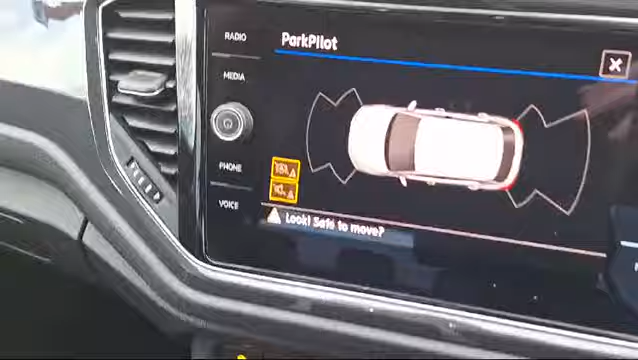 RADIO
ParkPilot
MEDIA
PHONE
VOICE
Look! Safe to move?